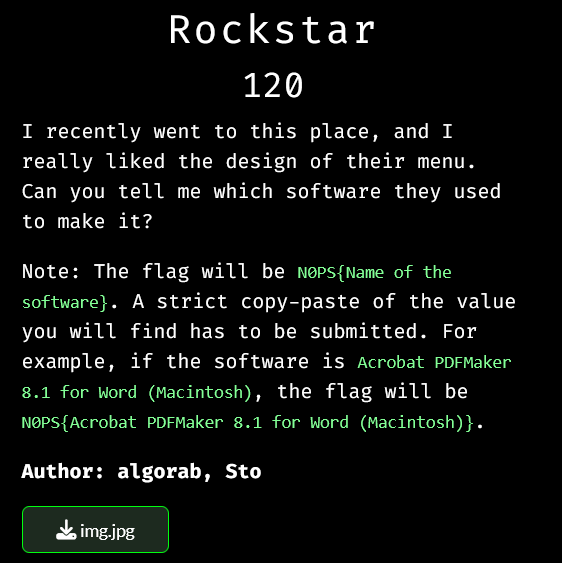 Rockstar
120
I recently went to this place, and I
really liked the design of their menu.
Can you tell me which software they used
to make it?
Note: The flag will be N0PS{Name of the
software}. A strict copy-paste of the value
you will find has to be submitted. For
example, if the software is Acrobat PDFMaker
8.1 for Word (Macintosh), the flag will be
N0PS{Acrobat PDFMaker 8.1 for Word (Macintosh)}.
Author: algorab, Sto
img.jpg